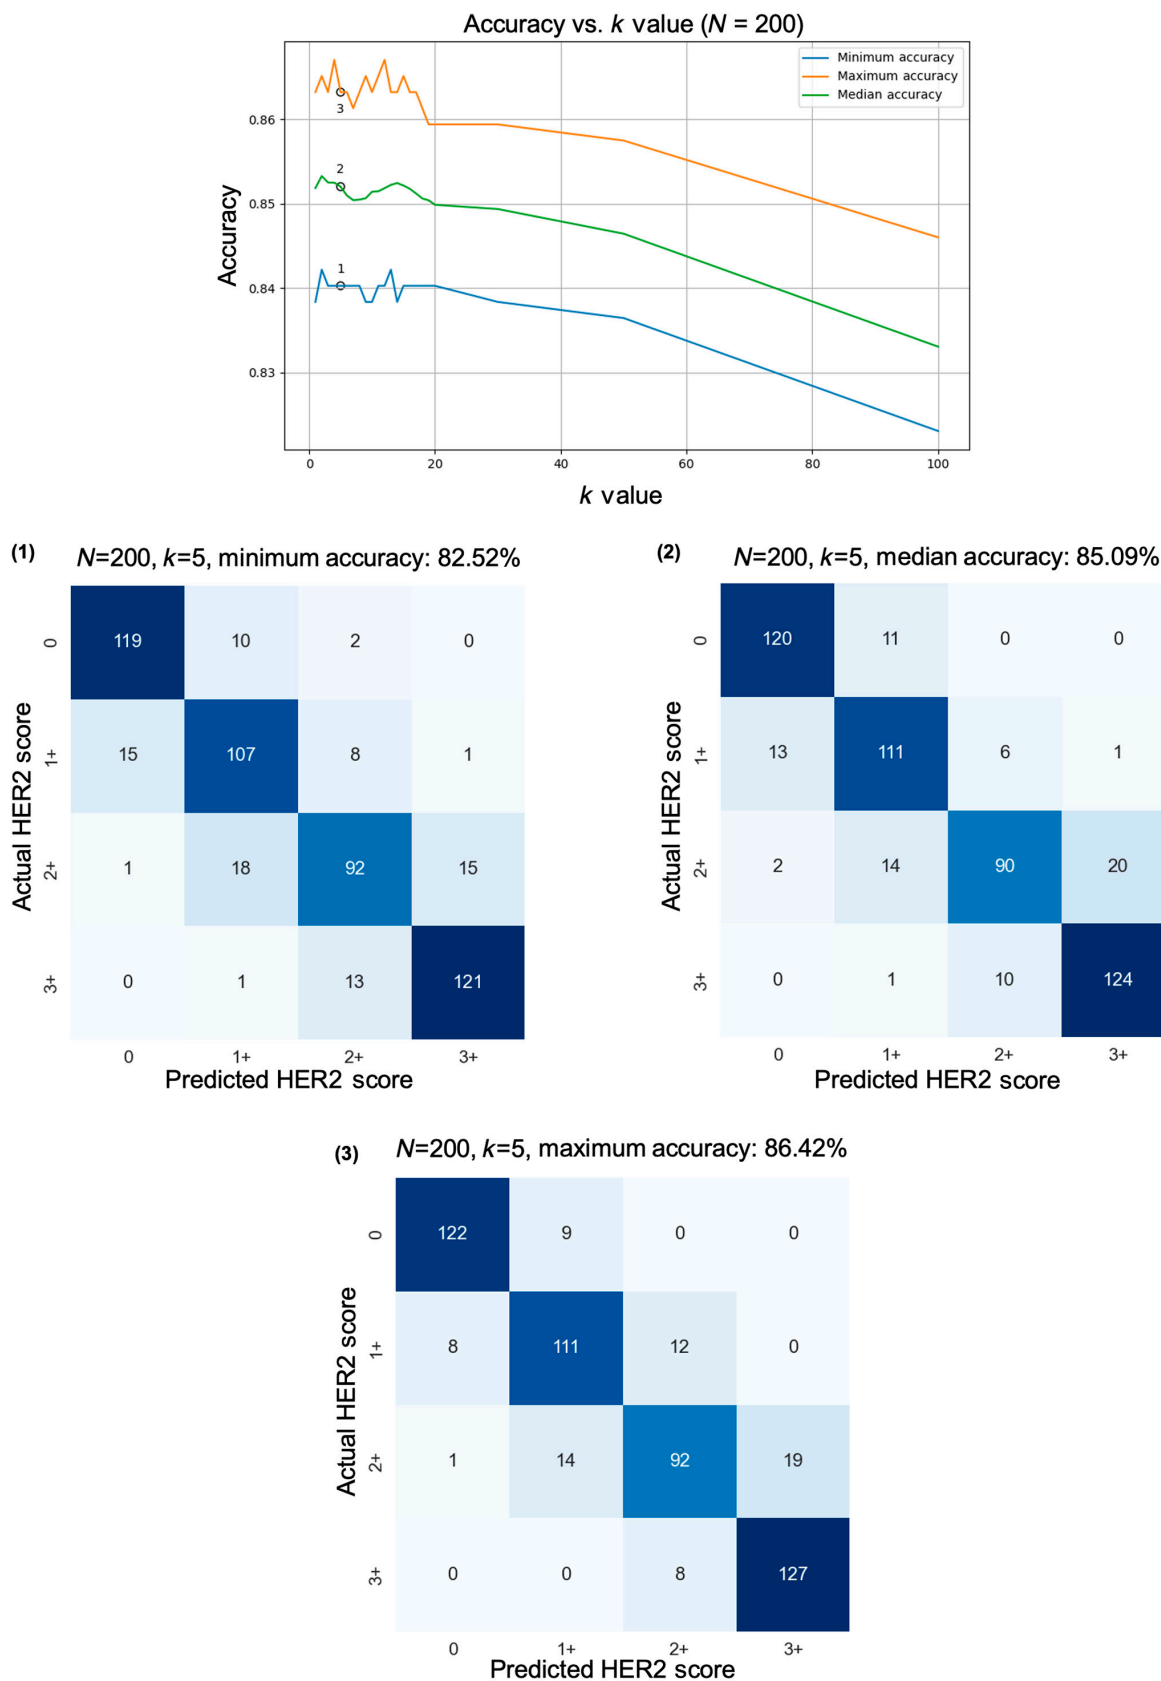 Accuracy vs. k value (N = 200)
Minimum accuracy
Maximum accuracy
Median accuracy
Accuracy
0.86
0.85
0.84
0.83
3
2
1
0 20 40 60 80 100
k value
(1) N=200, k=5, minimum accuracy: 82.52%
Actual HER2 score
0 119 10 2 0
1+ 15 107 8 1
2+ 1 18 92 15
3+ 0 1 13 121
0 1+ 2+ 3+
Predicted HER2 score
(2) N=200, k=5, median accuracy: 85.09%
Actual HER2 score
0 120 11 0 0
1+ 13 111 6 1
2+ 2 14 90 20
3+ 0 1 10 124
0 1+ 2+ 3+
Predicted HER2 score
(3) N=200, k=5, maximum accuracy: 86.42%
Actual HER2 score
0 122 9 0 0
1+ 8 111 12 0
2+ 1 14 92 19
3+ 0 0 8 127
0 1+ 2+ 3+
Predicted HER2 score